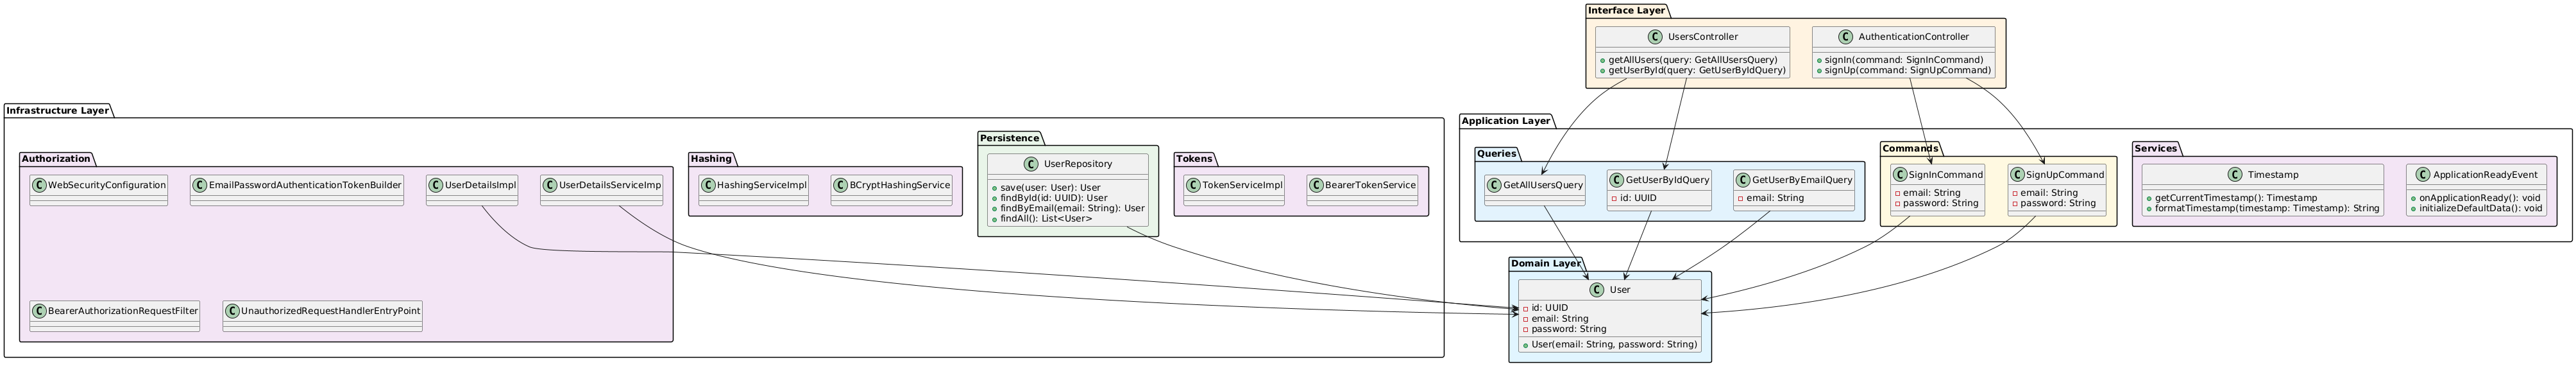 Interface Layer
C UsersController
getAllUsers(query: GetAllUsersQuery)
getUserById(query: GetUserByIdQuery)
C AuthenticationController
signIn(command: SignInCommand)
signUp(command: SignUpCommand)
Infrastructure Layer
Authorization
C WebSecurityConfiguration
C EmailPasswordAuthenticationTokenBuilder
C UserDetailsImpl
C UserDetailsServiceImp
C BearerAuthorizationRequestFilter
C UnauthorizedRequestHandlerEntryPoint
Hashing
C HashingServiceImpl
C BCryptHashingService
Persistence
C UserRepository
save(user: User): User
findById(id: UUID): User
findByEmail(email: String): User
findAll(): List<User>
Tokens
C TokenServiceImpl
C BearerTokenService
Application Layer
Queries
C GetAllUsersQuery
C GetUserByIdQuery
id: UUID
C GetUserByEmailQuery
email: String
Commands
C SignInCommand
email: String
password: String
C SignUpCommand
email: String
password: String
Services
C Timestamp
getCurrentTimestamp(): Timestamp
formatTimestamp(timestamp: Timestamp): String
C ApplicationReadyEvent
onApplicationReady(): void
initializeDefaultData(): void
Domain Layer
C User
id: UUID
email: String
password: String
User(email: String, password: String)